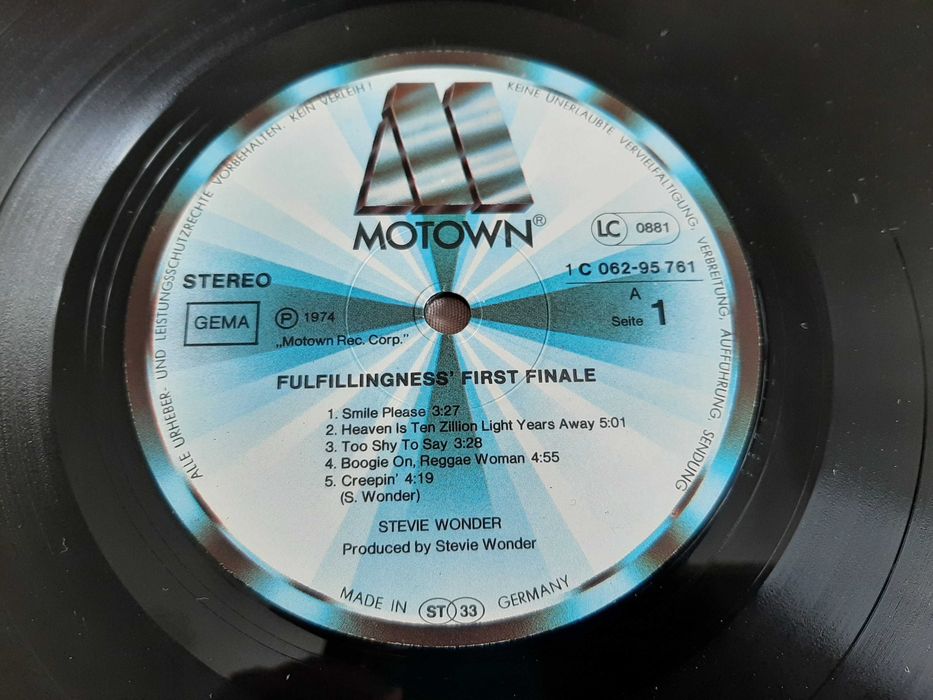 ALLE URHEBER- UND LEISTUNGSSCHUTZRECHTE VORBEHALTEN. KEIN VERLEIH! KEINE UNERLAUBTE VERVIELFÄLTIGUNG, VERBREITUNG, AUFFÜHRUNG, SENDUNG
MOTOWN®
LC 0881
STEREO
1 C 062-95 761
GEMA
Ⓟ 1974
„Motown Rec. Corp."
A
Seite 1
FULFILLINGNESS' FIRST FINALE
1. Smile Please 3:27
2. Heaven Is Ten Zillion Light Years Away 5:01
3. Too Shy To Say 3:28
4. Boogie On, Reggae Woman 4:55
5. Creepin' 4:19
(S. Wonder)
STEVIE WONDER
Produced by Stevie Wonder
MADE IN ST 33 GERMANY